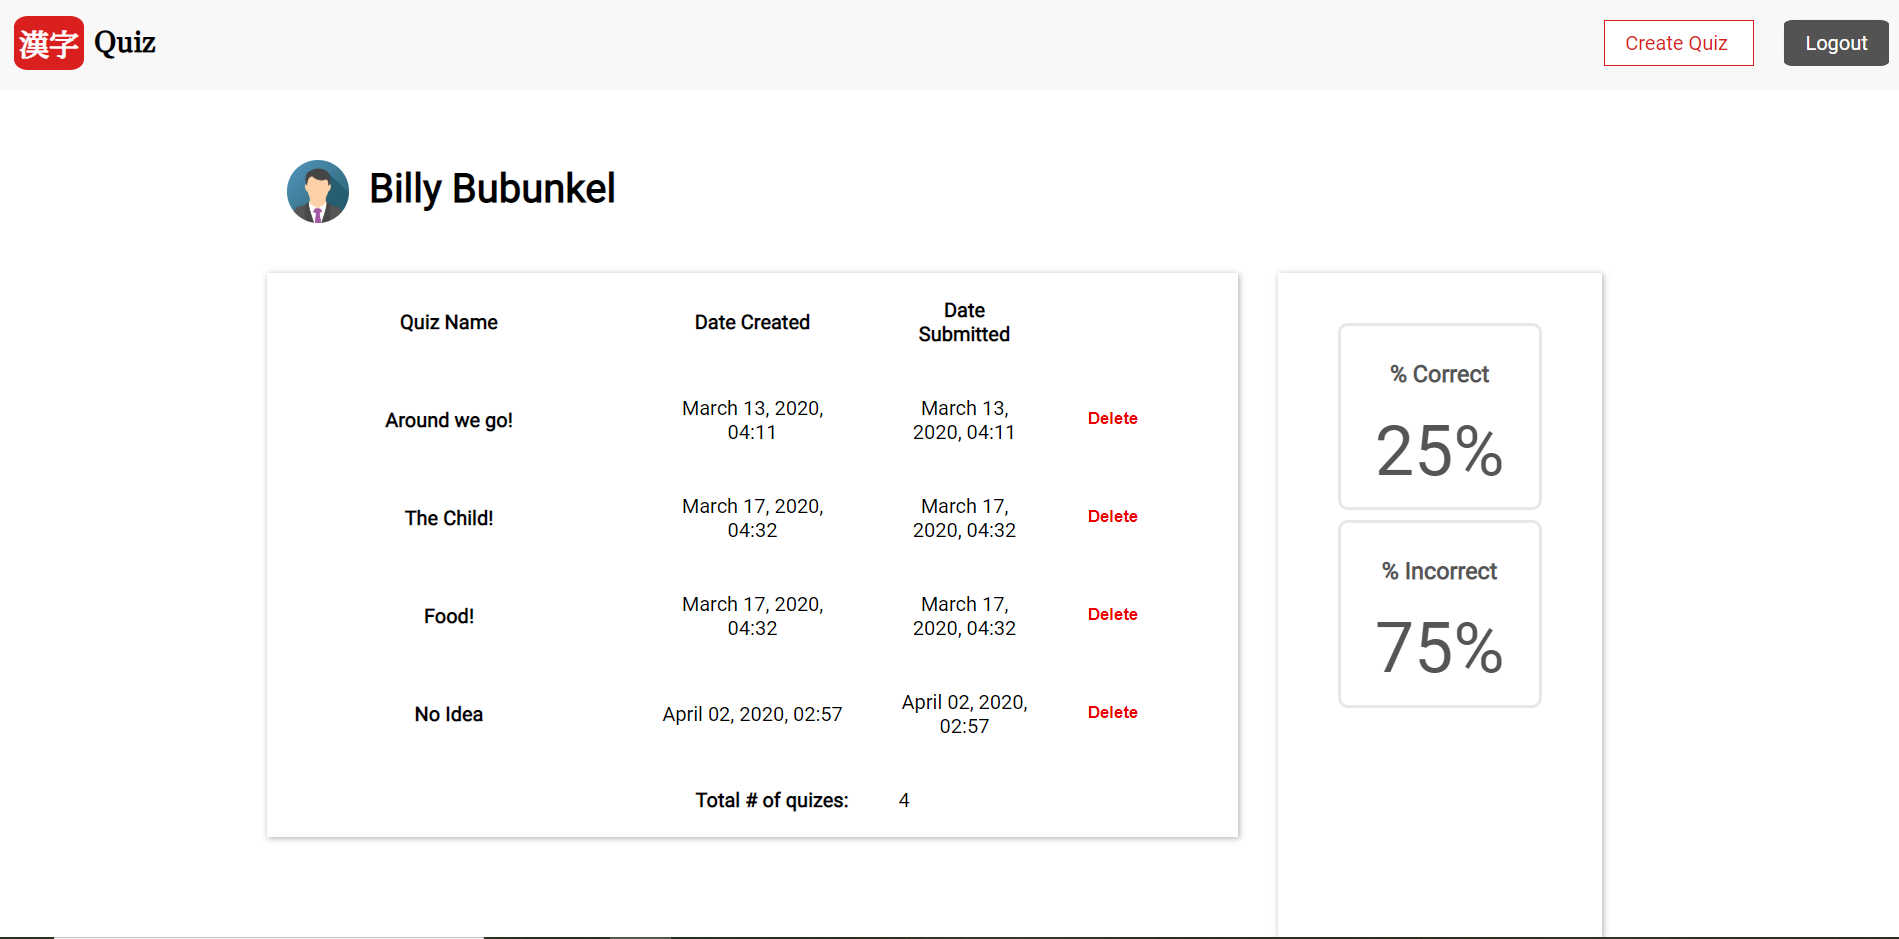 漢字 Quiz
Create Quiz
Logout
Billy Bubunkel
Quiz Name
Date Created
Date
Submitted
Around we go!
March 13, 2020,
04:11
March 13,
2020, 04:11
Delete
The Child!
March 17, 2020,
04:32
March 17,
2020, 04:32
Delete
Food!
March 17, 2020,
04:32
March 17,
2020, 04:32
Delete
No Idea
April 02, 2020, 02:57
April 02, 2020,
02:57
Delete
Total # of quizes: 4
% Correct
25%
% Incorrect
75%